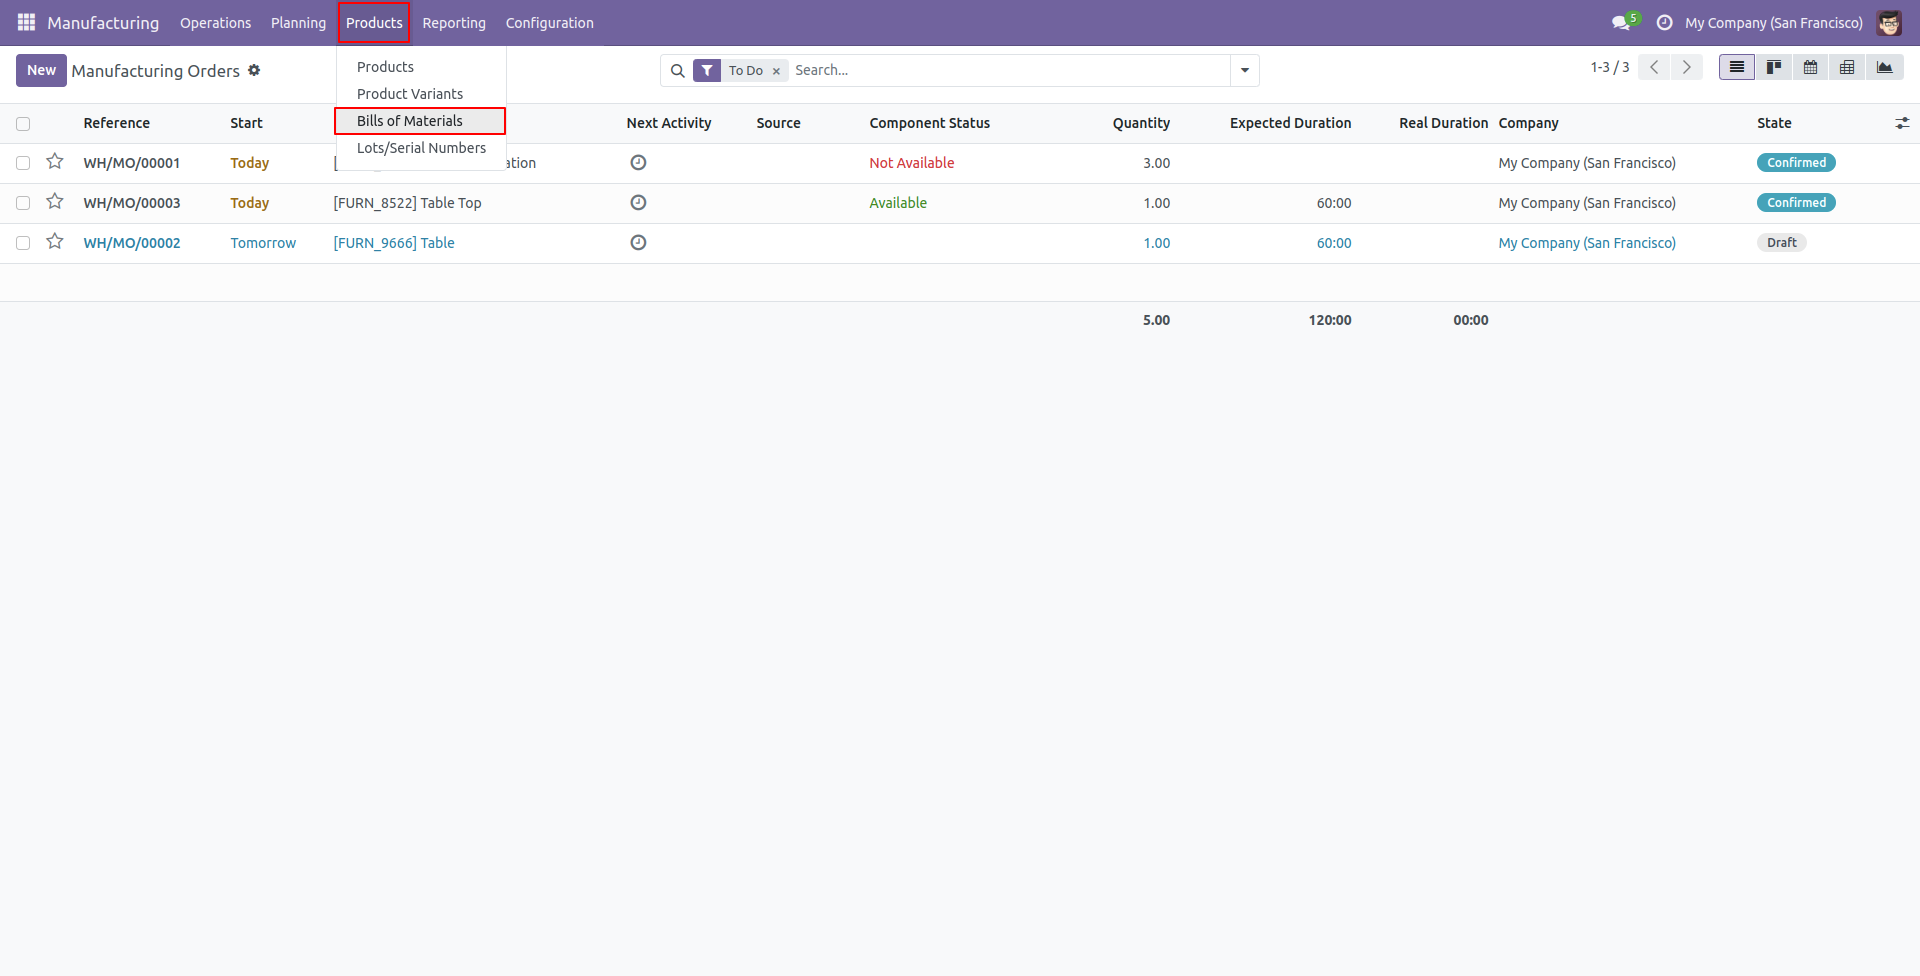 Manufacturing Operations Planning Products Reporting Configuration 5 My Company (San Francisco)
New Manufacturing Orders To Do × Search... 1-3 / 3
Products
Product Variants
Bills of Materials
Lots/Serial Numbers
Reference Start Next Activity Source Component Status Quantity Expected Duration Real Duration Company State
WH/MO/00001 Today [ ation Not Available 3.00 My Company (San Francisco) Confirmed
WH/MO/00003 Today [FURN_8522] Table Top Available 1.00 60:00 My Company (San Francisco) Confirmed
WH/MO/00002 Tomorrow [FURN_9666] Table 1.00 60:00 My Company (San Francisco) Draft
5.00 120:00 00:00